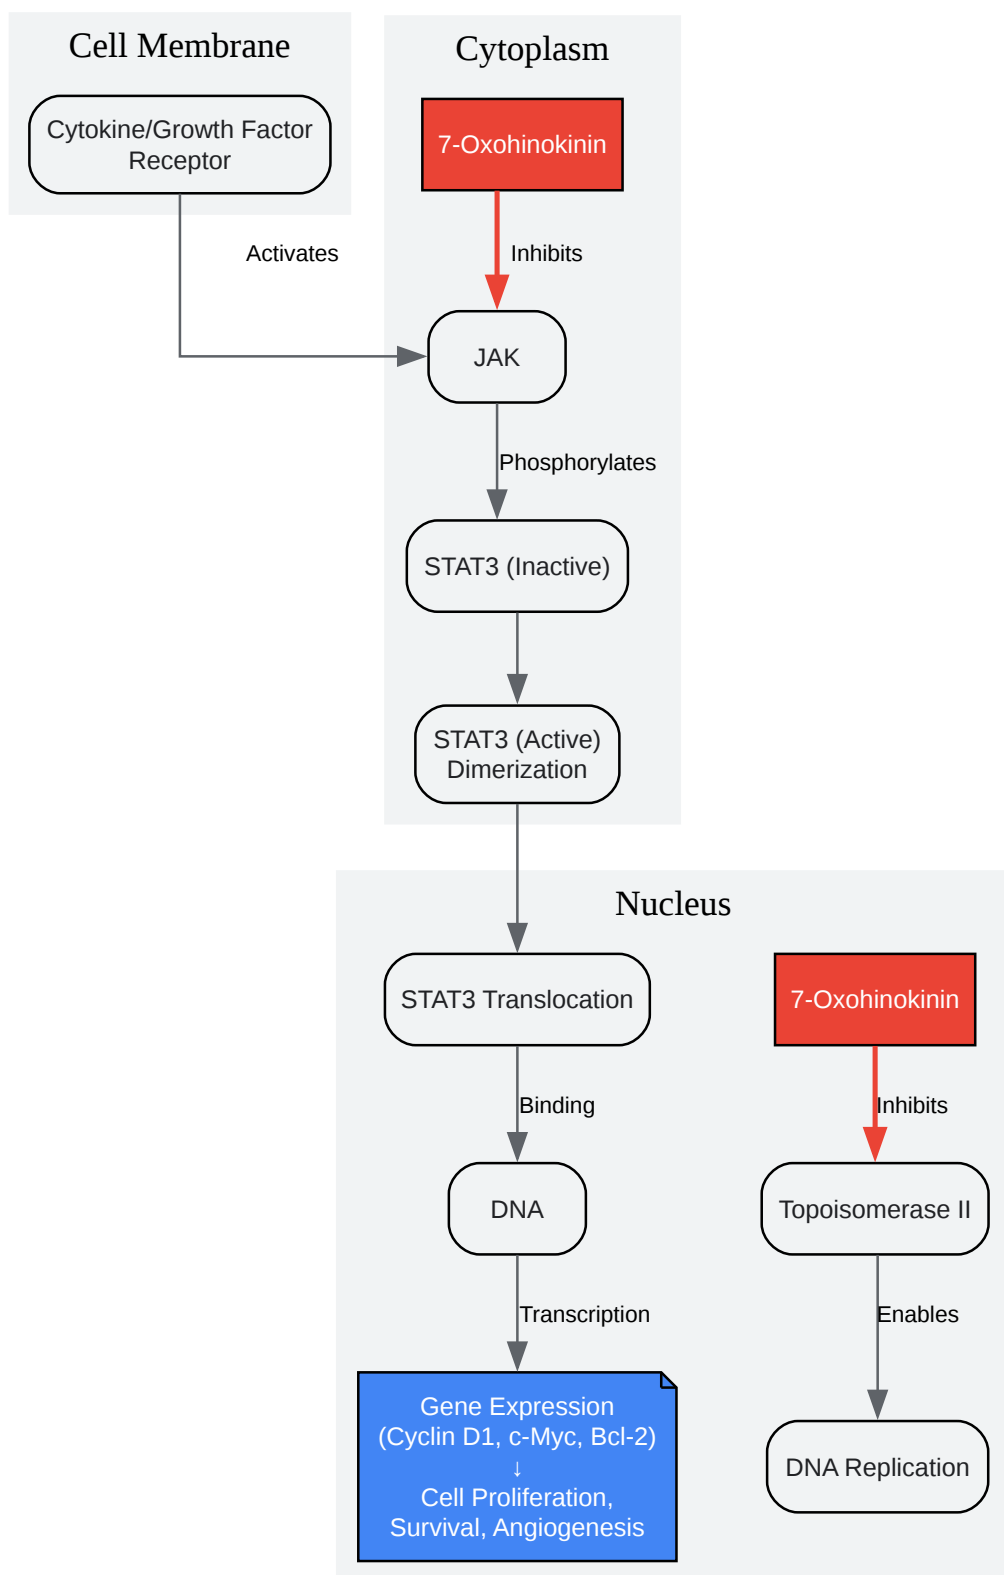 Cell Membrane
Cytokine/Growth Factor
Receptor
Activates
Cytoplasm
7-Oxohinokinin
Inhibits
JAK
Phosphorylates
STAT3 (Inactive)
STAT3 (Active)
Dimerization
Nucleus
STAT3 Translocation
Binding
DNA
Transcription
Gene Expression
(Cyclin D1, c-Myc, Bcl-2)
↓
Cell Proliferation,
Survival, Angiogenesis
7-Oxohinokinin
Inhibits
Topoisomerase II
Enables
DNA Replication